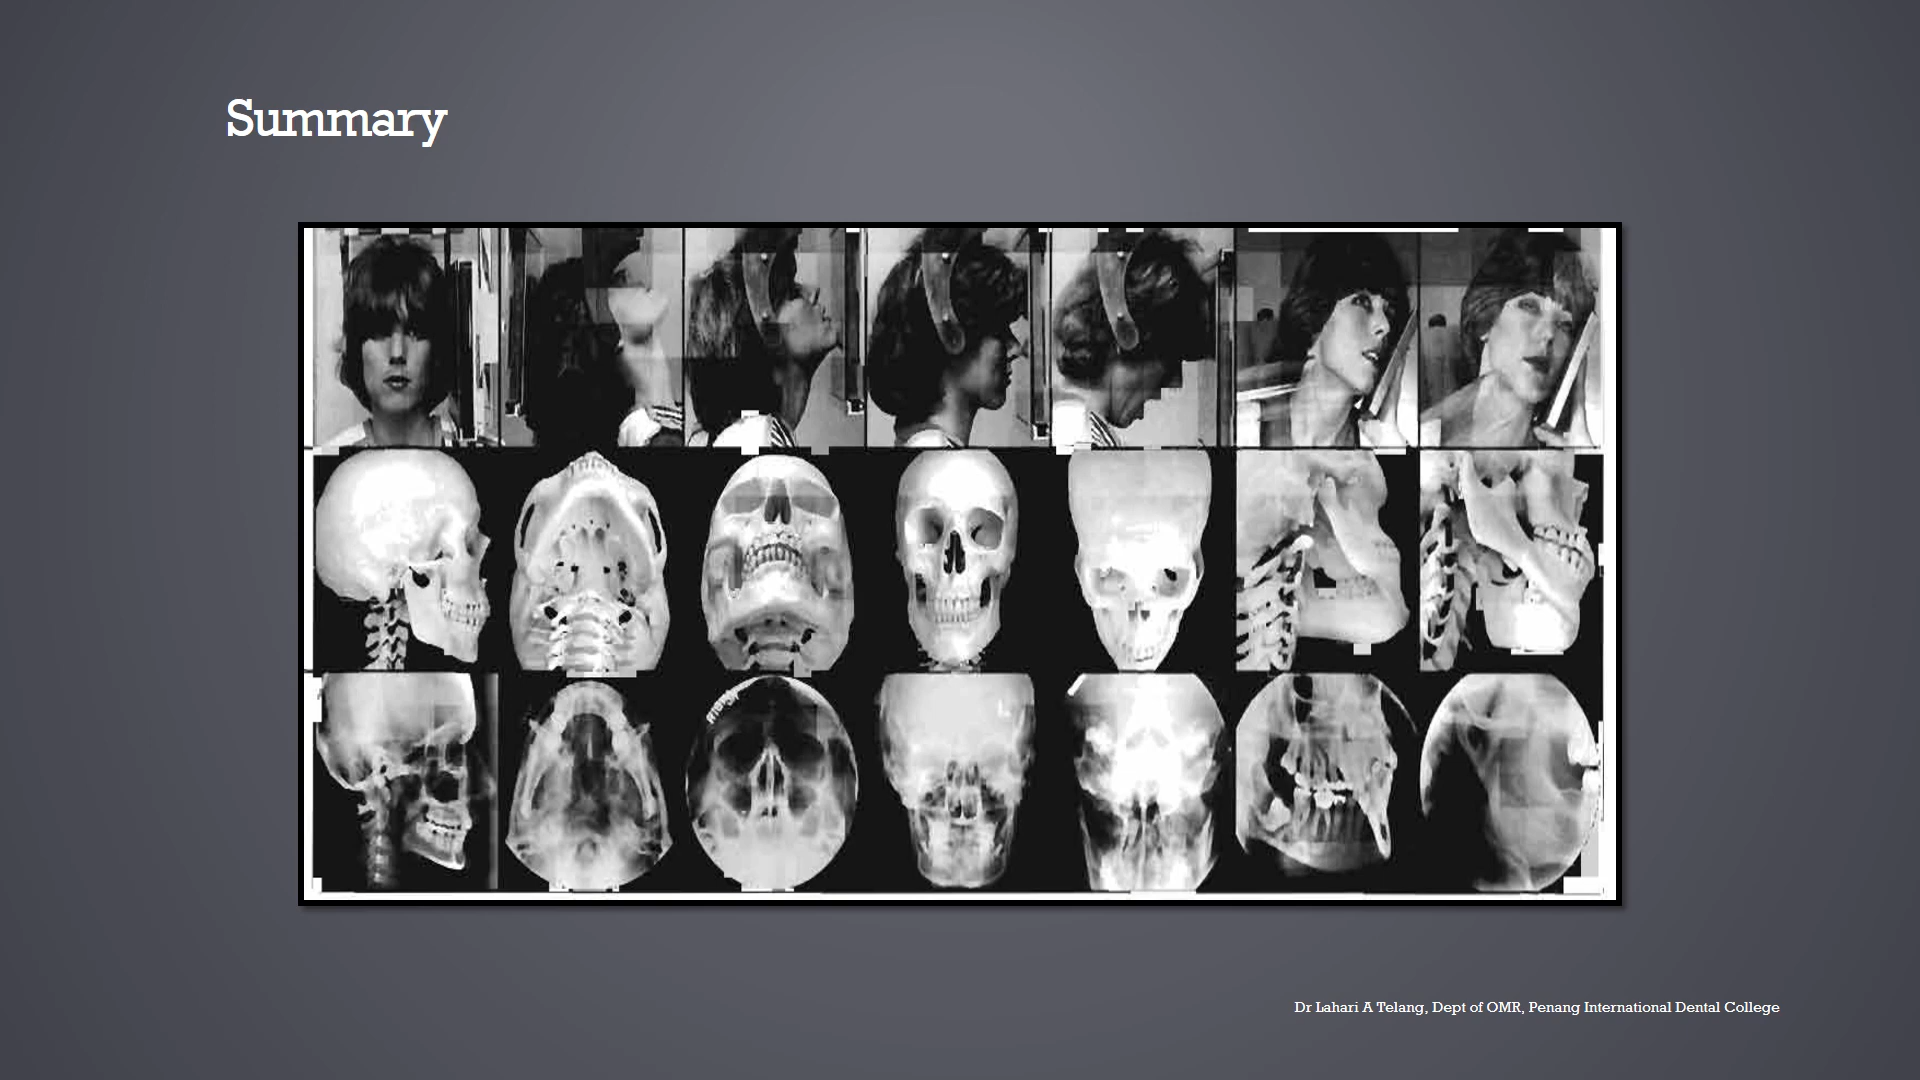 Summary
Dr Lahari A Telang, Dept of OMR, Penang International Dental College